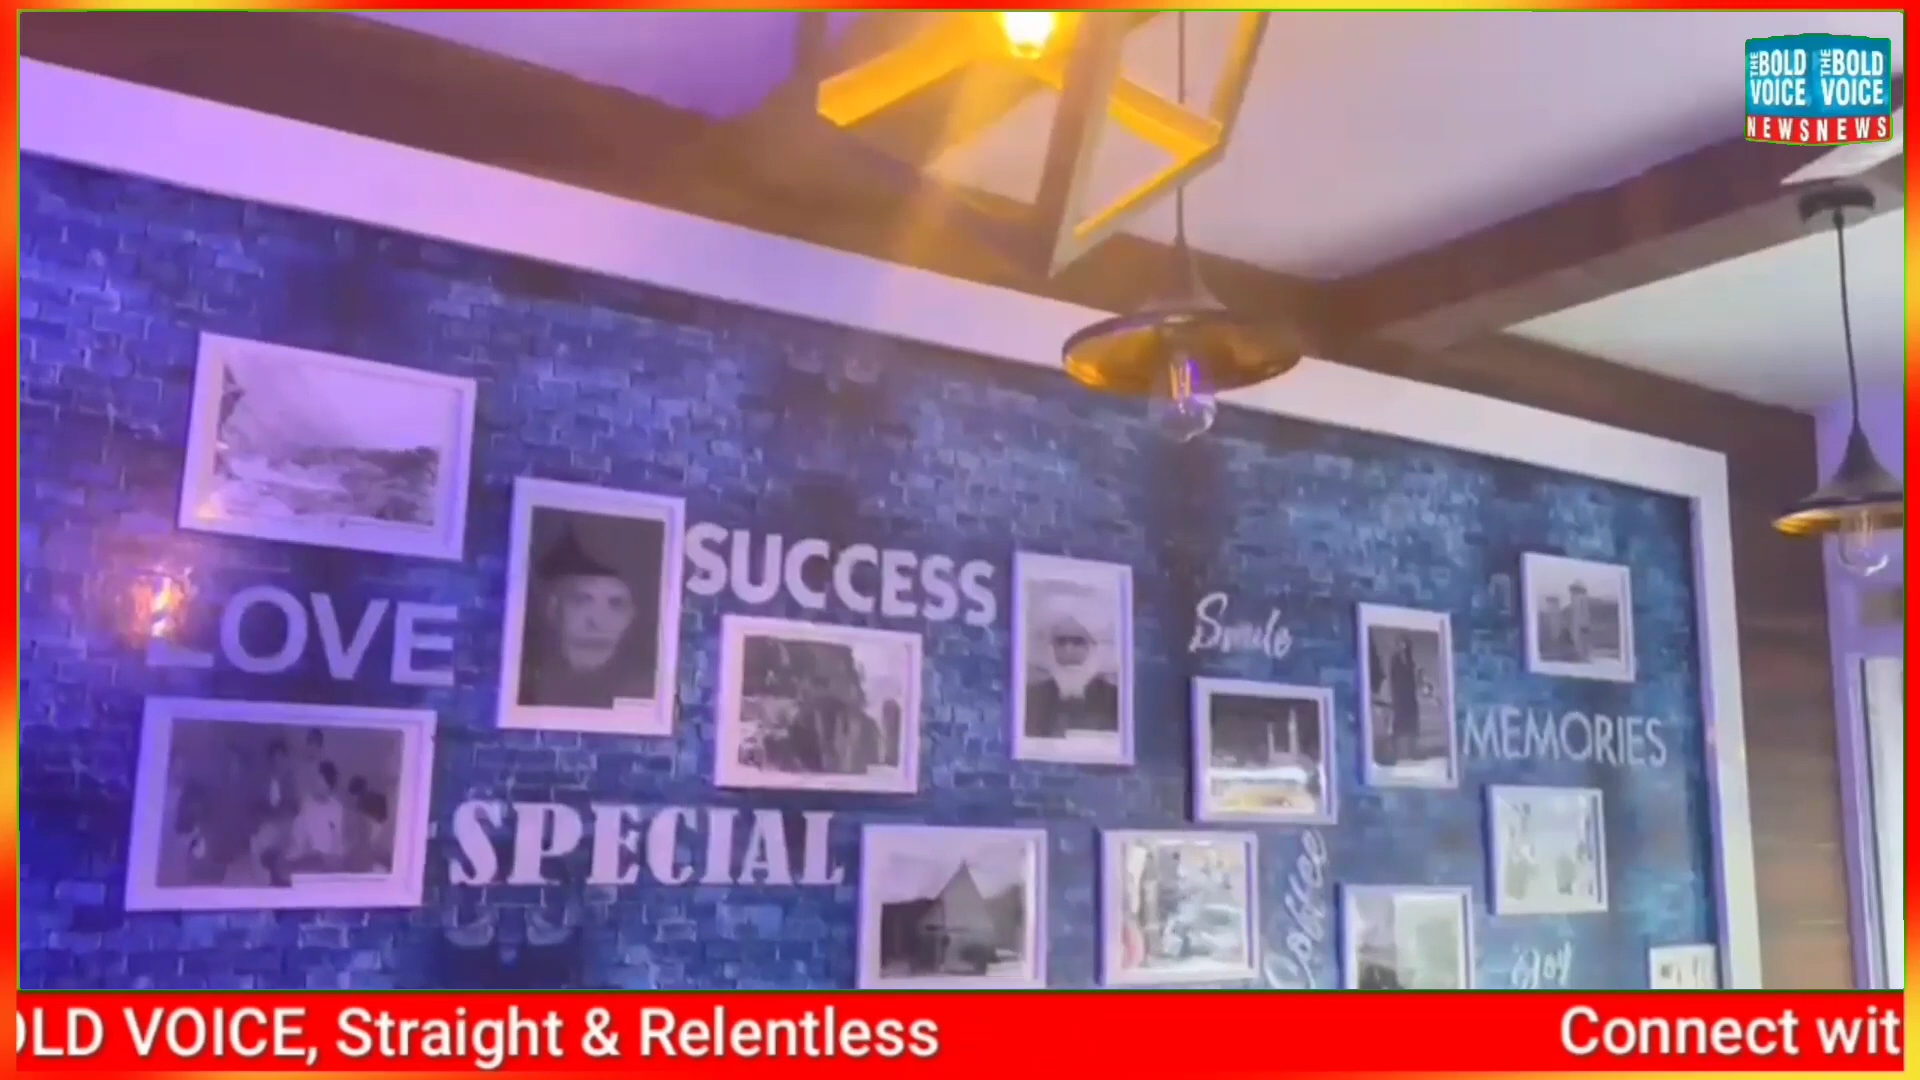 THE BOLD VOICE NEWS
THE BOLD VOICE NEWS
SUCCESS
LOVE
Smile
MEMORIES
SPECIAL
Coffee
Joy
OLD VOICE, Straight & Relentless
Connect wit